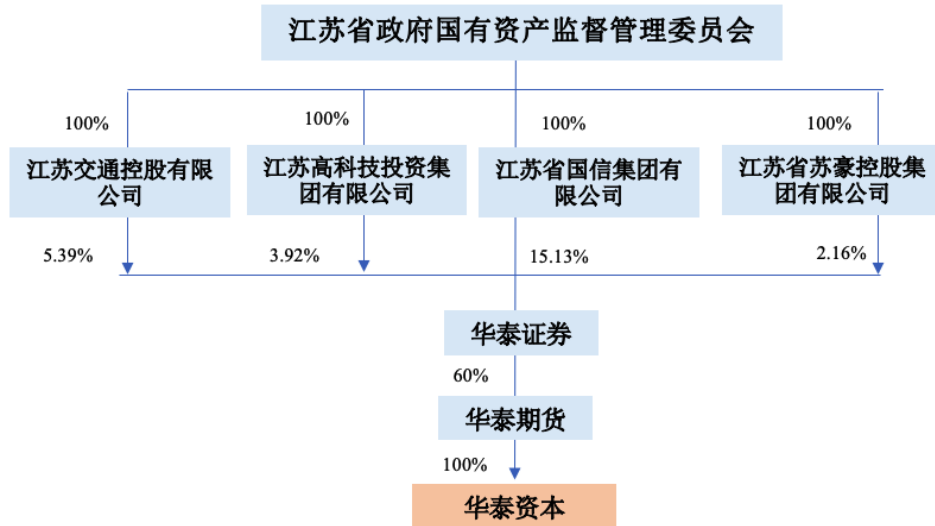 江苏省政府国有资产监督管理委员会
100%
100%
100%
100%
江苏交通控股有限
公司
江苏高科技投资集
团有限公司
江苏省国信集团有
限公司
江苏省苏豪控股集
团有限公司
5.39%
3.92%
15.13%
2.16%
华泰证券
60%
华泰期货
100%
华泰资本